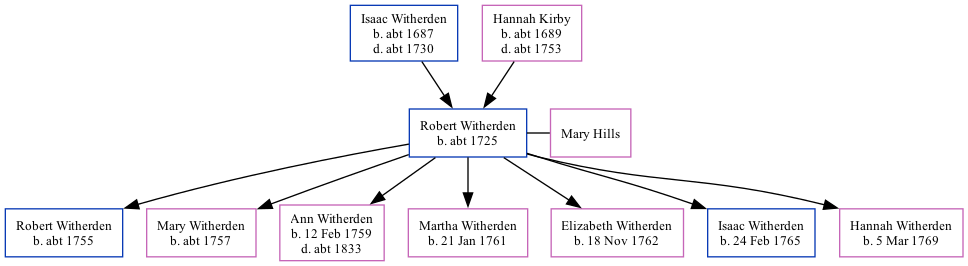 Isaac Witherden
b. abt 1687
d. abt 1730
Hannah Kirby
b. abt 1689
d. abt 1753
Robert Witherden
b. abt 1725
Mary Hills
Robert Witherden
b. abt 1755
Mary Witherden
b. abt 1757
Ann Witherden
b. 12 Feb 1759
d. abt 1833
Martha Witherden
b. 21 Jan 1761
Elizabeth Witherden
b. 18 Nov 1762
Isaac Witherden
b. 24 Feb 1765
Hannah Witherden
b. 5 Mar 1769